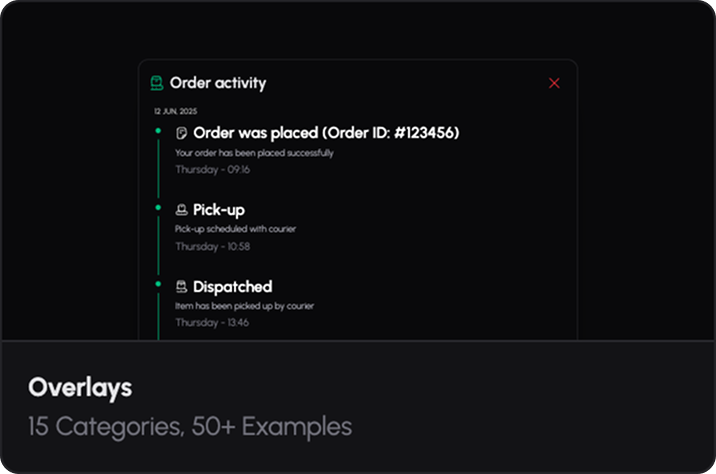 Order activity
12 JUN, 2025
Order was placed (Order ID: #123456)
Your order has been placed successfully
Thursday - 09:16
Pick-up
Pick-up scheduled with courier
Thursday - 10:58
Dispatched
Item has been picked up by courier
Thursday - 13:46
Overlays
15 Categories, 50+ Examples